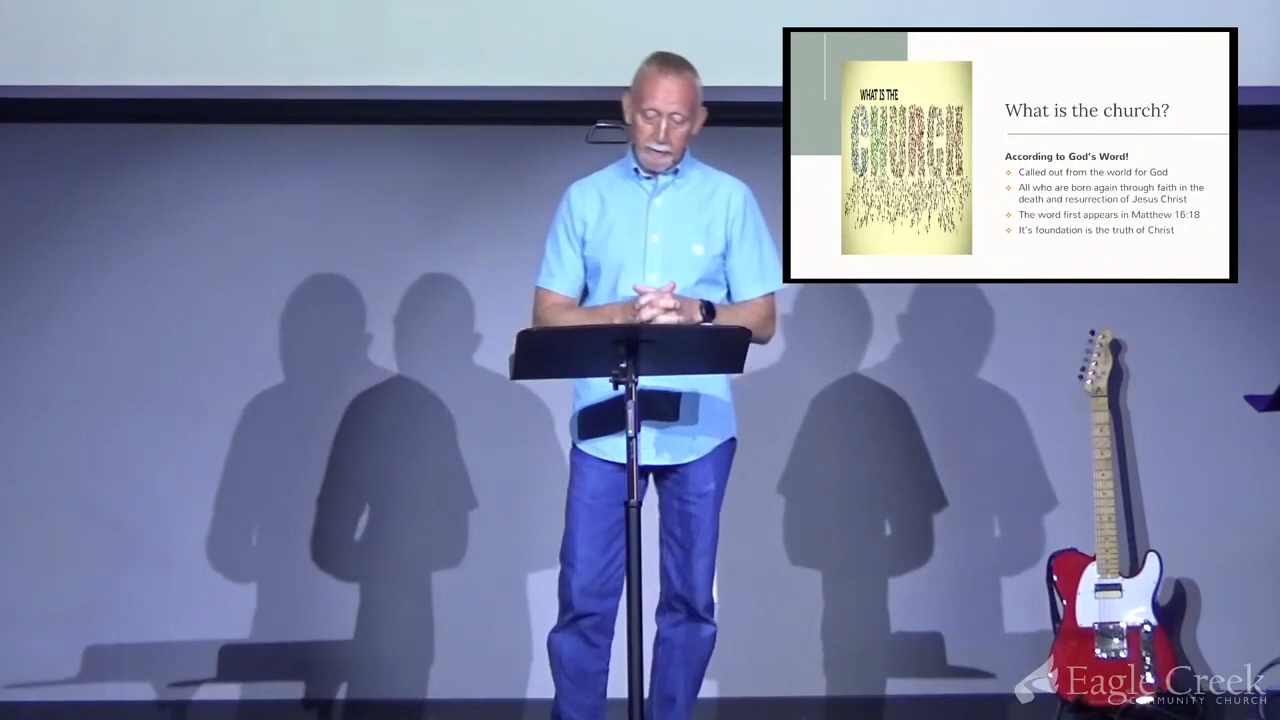 WHAT IS THE
CHURCH
What is the church?
According to God's Word!
Called out from the world for God
All who are born again through faith in the
death and resurrection of Jesus Christ
The word first appears in Matthew 16:18
It's foundation is the truth of Christ
Eagle Creek
COMMUNITY CHURCH